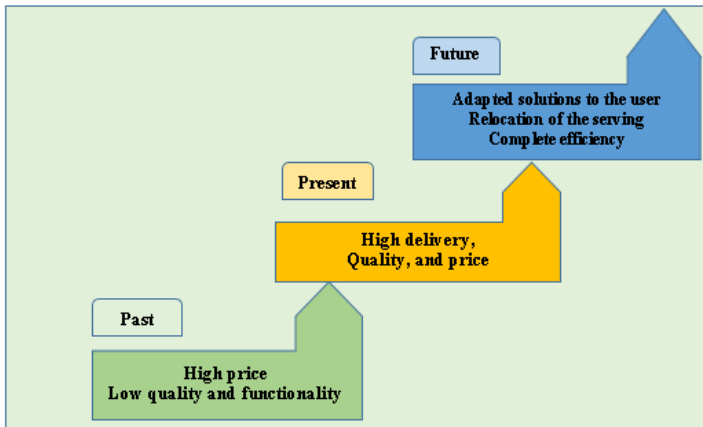 Future
Adapted solutions to the user
Relocation of the serving
Complete efficiency
Present
High delivery,
Quality, and price
Past
High price
Low quality and functionality